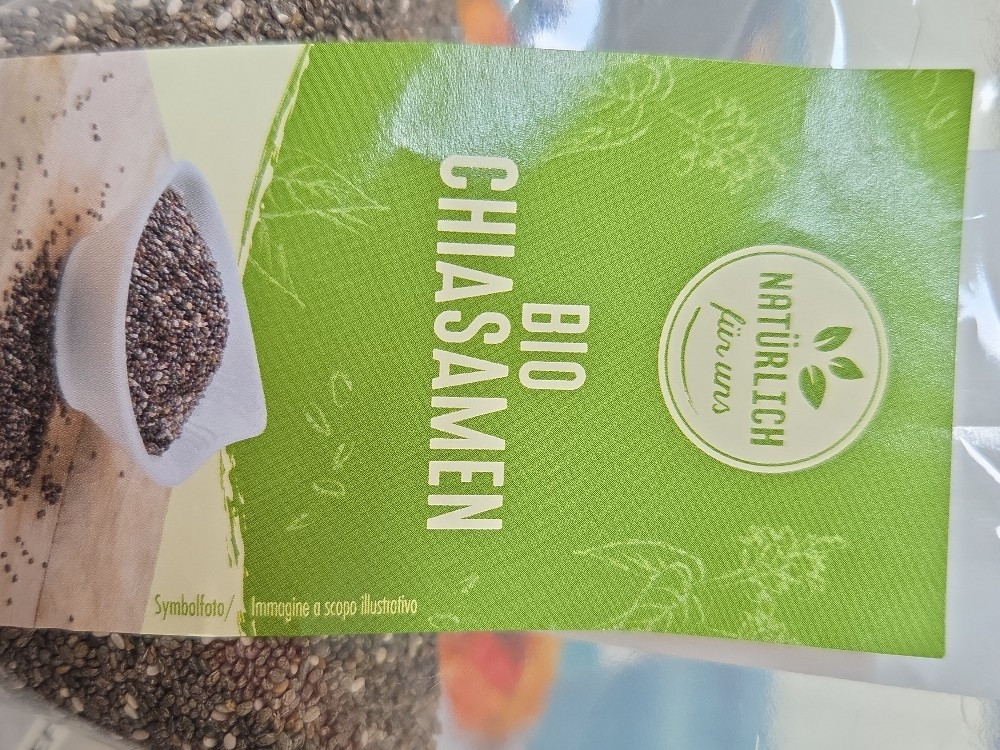 NATÜRLICH
für uns
BIO
CHIASAMEN
Symbolfoto/ Immagine a scopo illustrativo